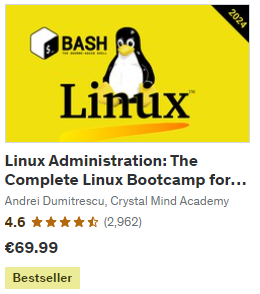 2024
BASH
THE BOURNE-AGAIN SHELL
Linux™
Linux Administration: The
Complete Linux Bootcamp for...
Andrei Dumitrescu, Crystal Mind Academy
4.6 (2,962)
€69.99
Bestseller